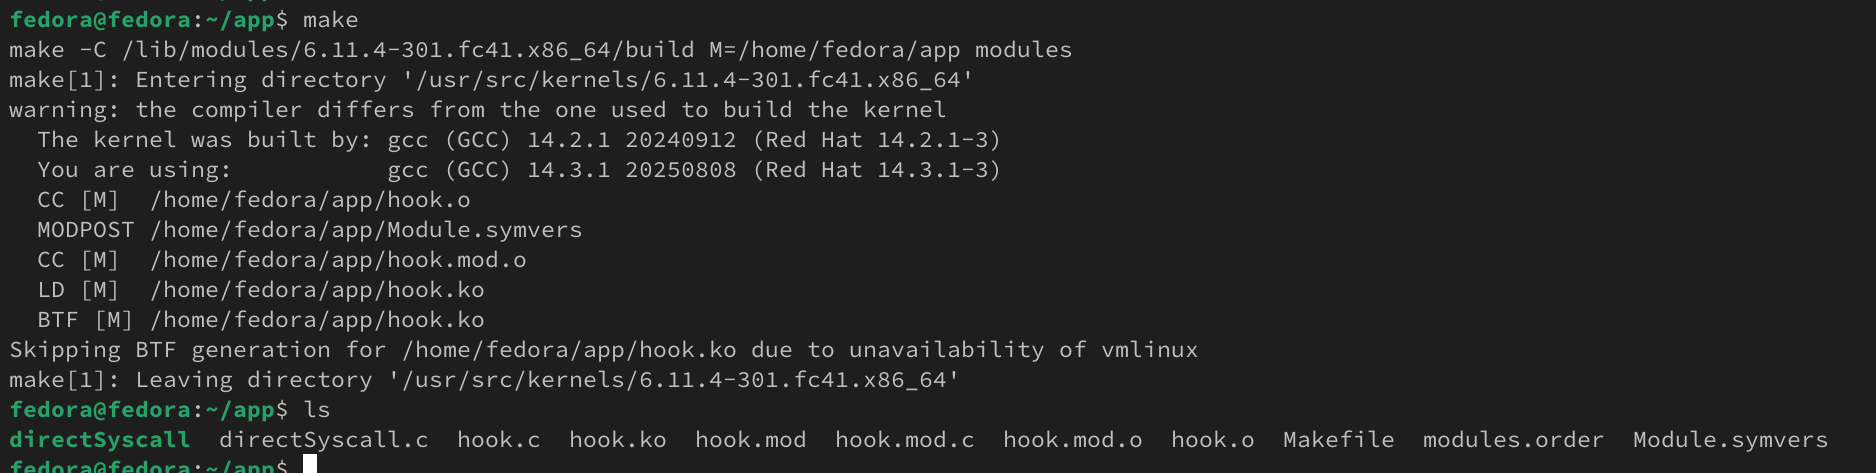 fedora@fedora:~/app$ make
make -C /lib/modules/6.11.4-301.fc41.x86_64/build M=/home/fedora/app modules
make[1]: Entering directory '/usr/src/kernels/6.11.4-301.fc41.x86_64'
warning: the compiler differs from the one used to build the kernel
  The kernel was built by: gcc (GCC) 14.2.1 20240912 (Red Hat 14.2.1-3)
  You are using:           gcc (GCC) 14.3.1 20250808 (Red Hat 14.3.1-3)
  CC [M]  /home/fedora/app/hook.o
  MODPOST /home/fedora/app/Module.symvers
  CC [M]  /home/fedora/app/hook.mod.o
  LD [M]  /home/fedora/app/hook.ko
  BTF [M] /home/fedora/app/hook.ko
Skipping BTF generation for /home/fedora/app/hook.ko due to unavailability of vmlinux
make[1]: Leaving directory '/usr/src/kernels/6.11.4-301.fc41.x86_64'
fedora@fedora:~/app$ ls
directSyscall  directSyscall.c  hook.c  hook.ko  hook.mod  hook.mod.c  hook.mod.o  hook.o  Makefile  modules.order  Module.symvers
fedora@fedora:~/app$